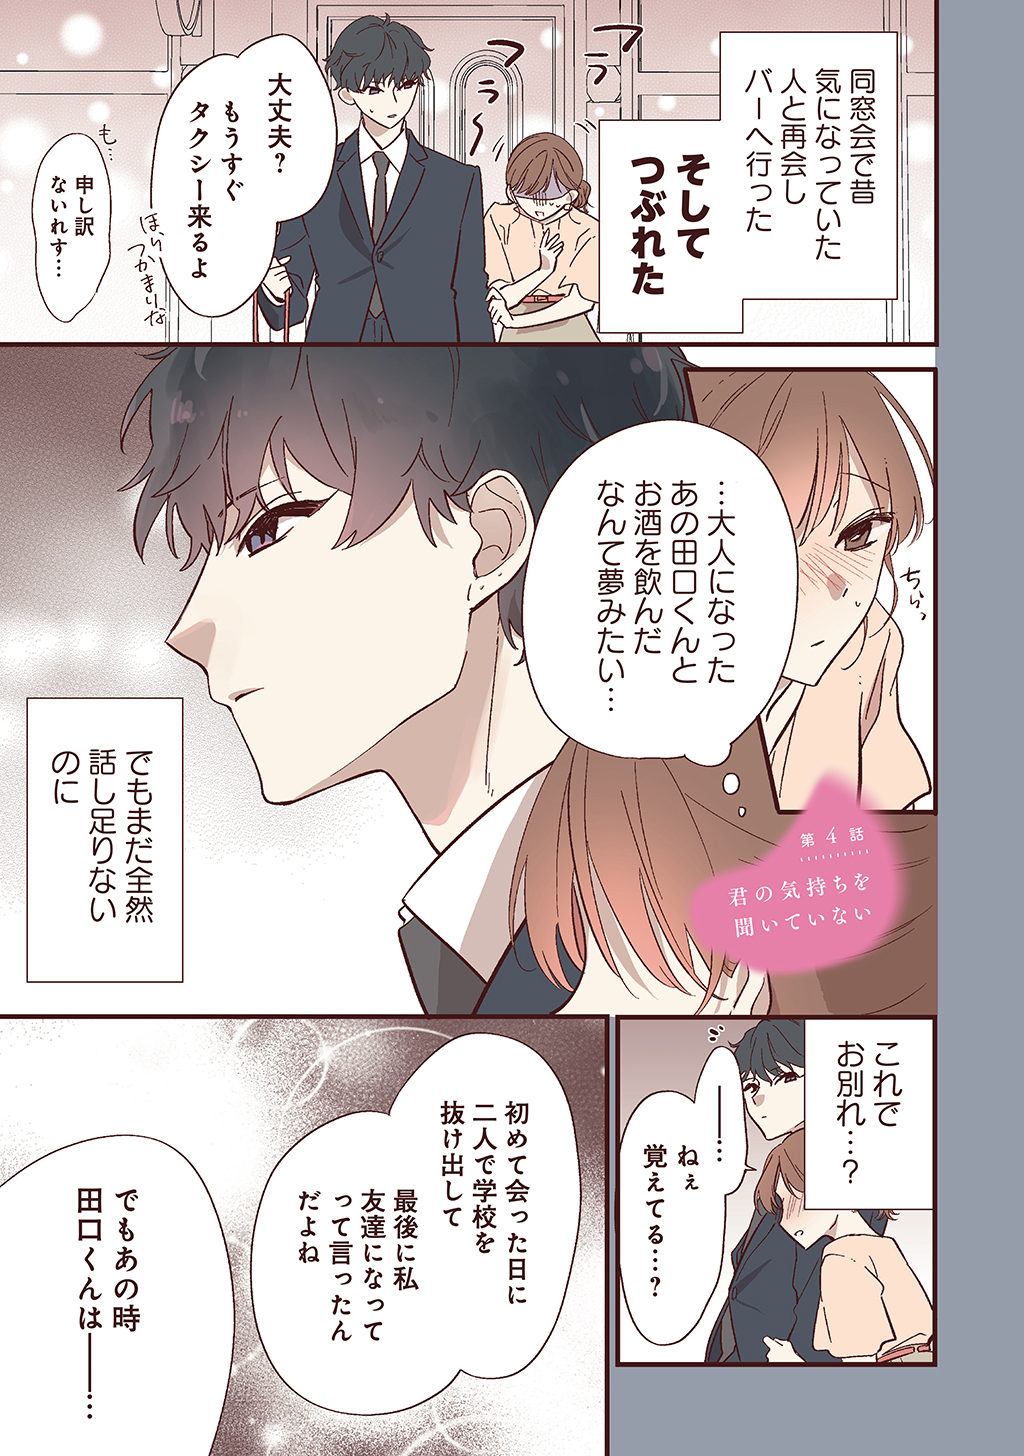 同窓会で昔
気になっていた
人と再会し
バーへ行った
そして
つぶれた
フラ
フラ
大丈夫?
もうすぐ
タクシー来るよ
ほりつかまりな
も…
申し訳
ないれす…
ちらっ
…大人になった
あの田口くんと
お酒を飲んだ
なんて夢みたい…
第4話
君の気持ちを
聞いていない
でもまだ全然
話し足りない
のに
これで
お別れ…?
――…
ねぇ
覚えてる…?
初めて会った日に
二人で学校を
抜け出して
最後に私
友達になって
って言ったん
だよね
でもあの時
田口くんは――…